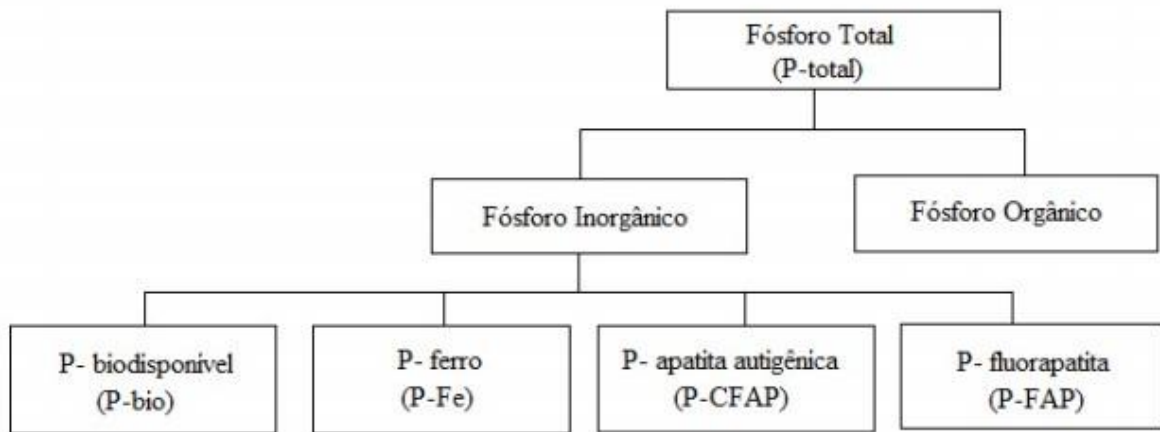 Fósforo Total
(P-total)
Fósforo Inorgânico
Fósforo Orgânico
P- biodisponível
(P-bio)
P- ferro
(P-Fe)
P- apatita autigênica
(P-CFAP)
P- fluorapatita
(P-FAP)